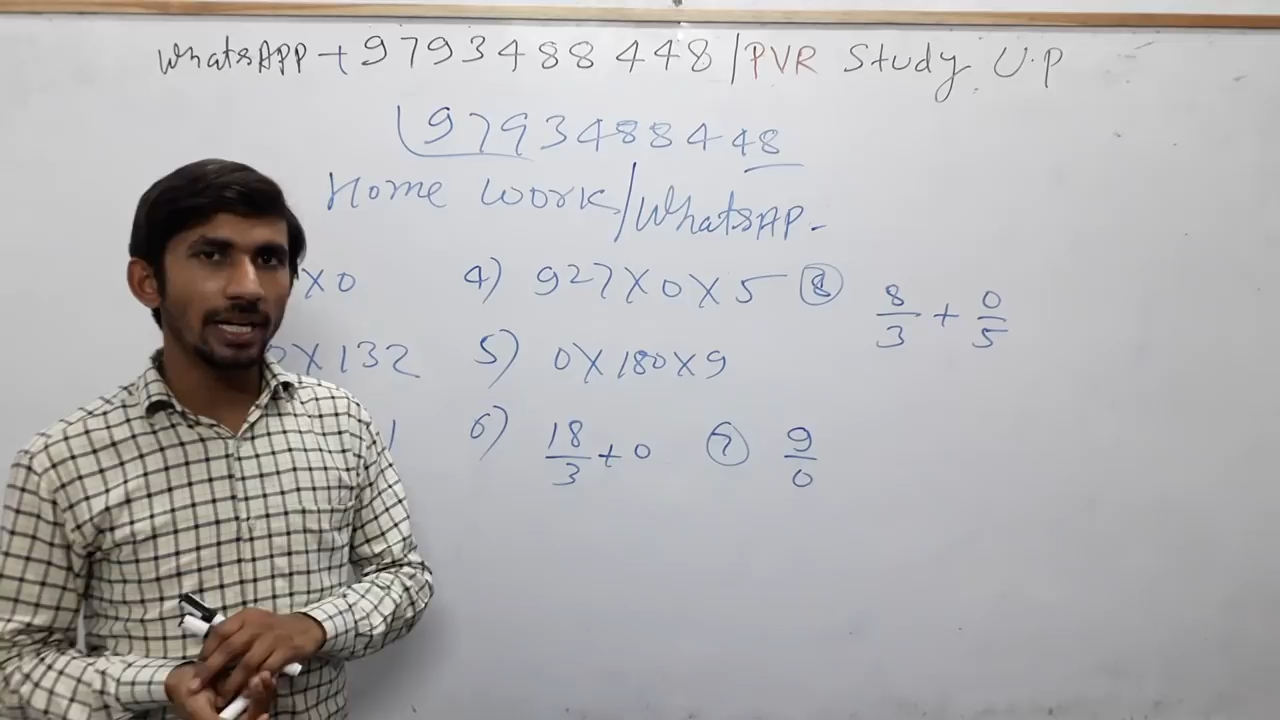 WhatsAPP + 9793488448 / PVR Study U.P
9793488448
Home Work / WhatsAP -
X 0 4) 927 X 0 X 5 8 8/3 + 0/5
X 132 5) 0 X 180 X 9
1 6) 18/3 + 0 7 9/0